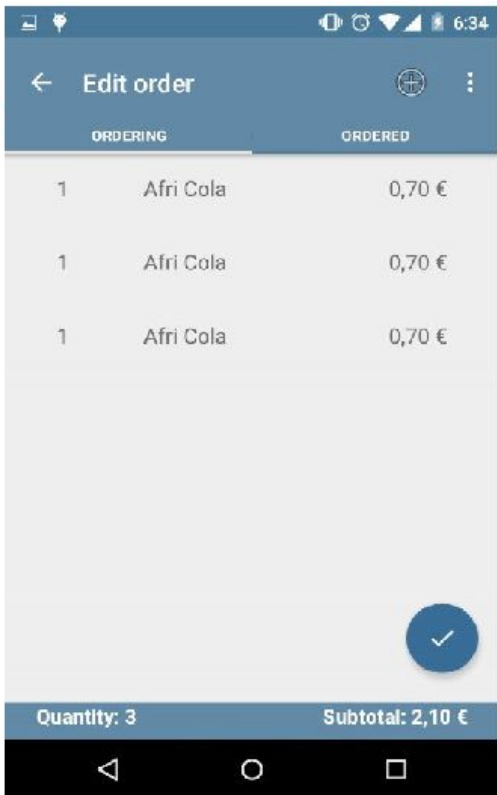 6:34
Edit order
ORDERING ORDERED
1 Afri Cola 0,70 €
1 Afri Cola 0,70 €
1 Afri Cola 0,70 €
Quantity: 3 Subtotal: 2,10 €